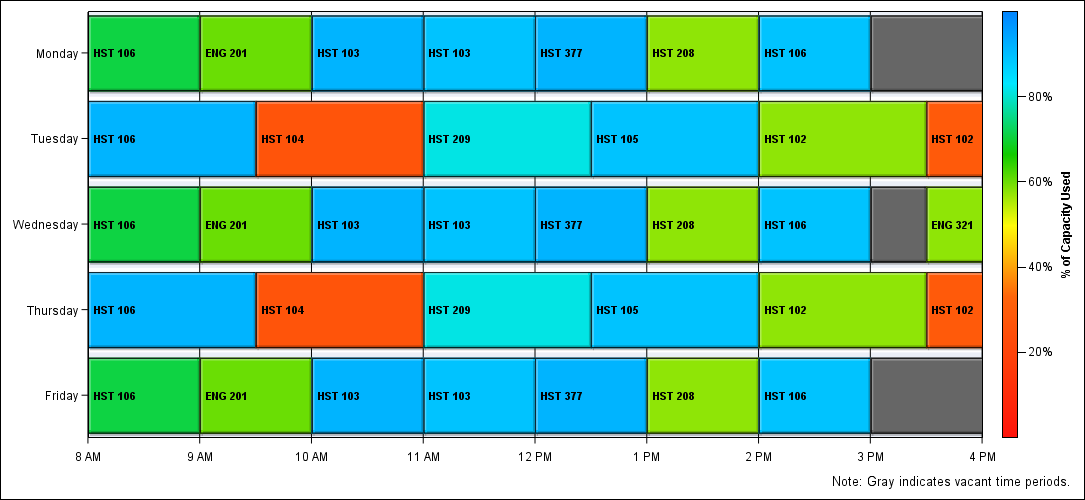 Monday
HST 106 ENG 201 HST 103 HST 103 HST 377 HST 208 HST 106
Tuesday
HST 106 HST 104 HST 209 HST 105 HST 102 HST 102
Wednesday
HST 106 ENG 201 HST 103 HST 103 HST 377 HST 208 HST 106 ENG 321
Thursday
HST 106 HST 104 HST 209 HST 105 HST 102 HST 102
Friday
HST 106 ENG 201 HST 103 HST 103 HST 377 HST 208 HST 106
8 AM 9 AM 10 AM 11 AM 12 PM 1 PM 2 PM 3 PM 4 PM
80%
60%
40%
20%
% of Capacity Used
Note: Gray indicates vacant time periods.